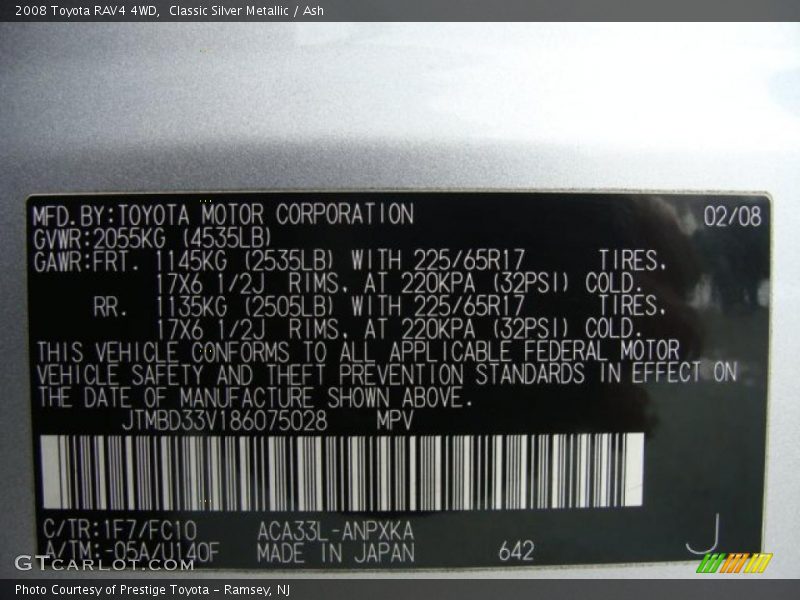 2008 Toyota RAV4 4WD,  Classic Silver Metallic / Ash
MFD.BY:TOYOTA MOTOR CORPORATION 02/08
GVWR:2055KG (4535LB)
GAWR:FRT. 1145KG (2535LB) WITH 225/65R17 TIRES.
17X6 1/2J RIMS. AT 220KPA (32PSI) COLD.
RR. 1135KG (2505LB) WITH 225/65R17 TIRES.
17X6 1/2J RIMS. AT 220KPA (32PSI) COLD.
THIS VEHICLE CONFORMS TO ALL APPLICABLE FEDERAL MOTOR
VEHICLE SAFETY AND THEFT PREVENTION STANDARDS IN EFFECT ON
THE DATE OF MANUFACTURE SHOWN ABOVE.
JTMBD33V186075028 MPV
C/TR:1F7/FC10 ACA33L-ANPXKA
A/TM:-05A/U140F MADE IN JAPAN 642 J
GTCARLOT.COM
Photo Courtesy of Prestige Toyota - Ramsey, NJ